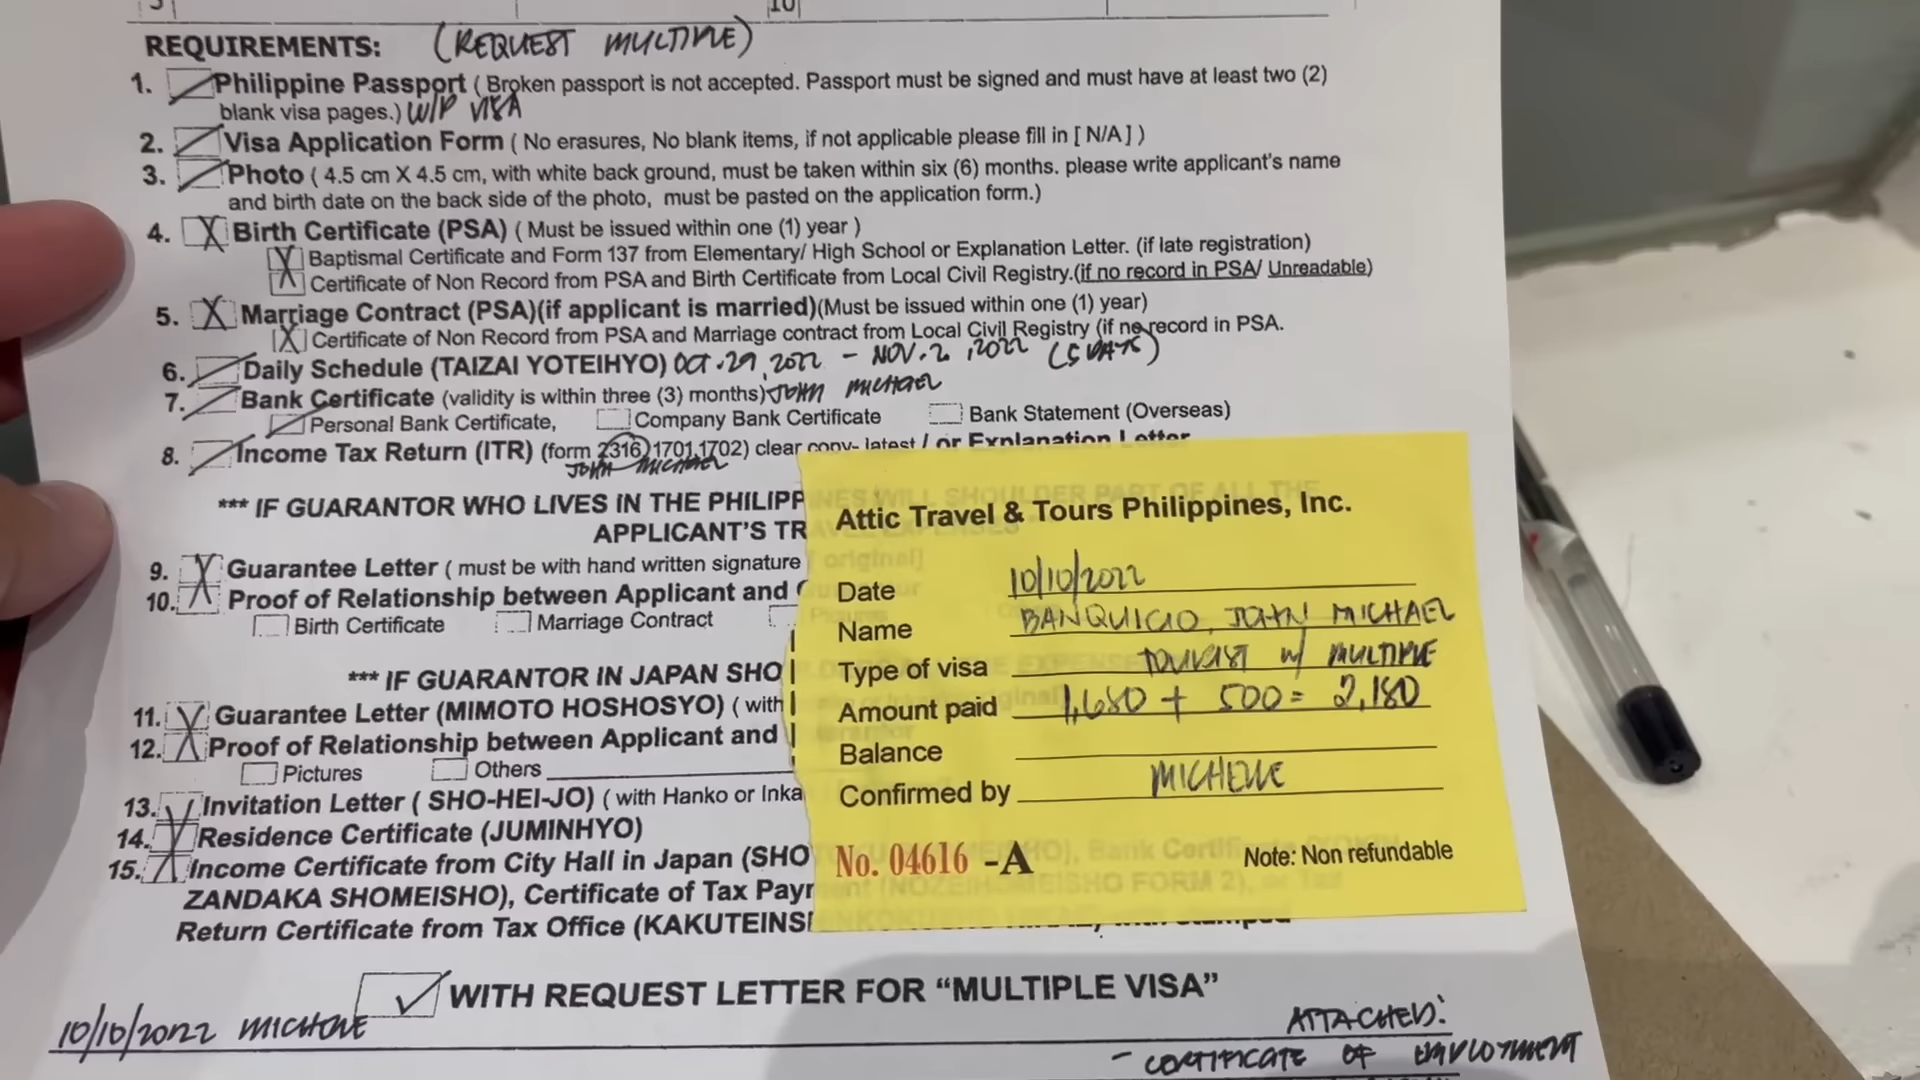 REQUIREMENTS: (REQUEST MULTIPLE)
1. Philippine Passport ( Broken passport is not accepted. Passport must be signed and must have at least two (2)
blank visa pages.) W/P VISA
2. Visa Application Form ( No erasures, No blank items, if not applicable please fill in [ N/A ] )
3. Photo ( 4.5 cm X 4.5 cm, with white back ground, must be taken within six (6) months. please write applicant's name
and birth date on the back side of the photo, must be pasted on the application form.)
4. Birth Certificate (PSA) ( Must be issued within one (1) year )
Baptismal Certificate and Form 137 from Elementary/ High School or Explanation Letter. (if late registration)
Certificate of Non Record from PSA and Birth Certificate from Local Civil Registry.(if no record in PSA/ Unreadable)
5. Marriage Contract (PSA)(if applicant is married)(Must be issued within one (1) year)
Certificate of Non Record from PSA and Marriage contract from Local Civil Registry (if no record in PSA.
6. Daily Schedule (TAIZAI YOTEIHYO) OCT.29,2022 - NOV.2,2022 (5 DAYS)
7. Bank Certificate (validity is within three (3) months) JOHN MICHAEL
Personal Bank Certificate, Company Bank Certificate Bank Statement (Overseas)
8. Income Tax Return (ITR) (form 2316,1701,1702) clear copy- latest / or Explanation Letter
JOHN MICHAEL
*** IF GUARANTOR WHO LIVES IN THE PHILIPP
APPLICANT'S TR
9. Guarantee Letter ( must be with hand written signature
10. Proof of Relationship between Applicant and
Birth Certificate Marriage Contract
*** IF GUARANTOR IN JAPAN SHO
11. Guarantee Letter (MIMOTO HOSHOSYO) ( with
12. Proof of Relationship between Applicant and
Pictures Others
13. Invitation Letter ( SHO-HEI-JO) ( with Hanko or Inka
14. Residence Certificate (JUMINHYO)
15. Income Certificate from City Hall in Japan (SHO
ZANDAKA SHOMEISHO), Certificate of Tax Payr
Return Certificate from Tax Office (KAKUTEINS
Attic Travel & Tours Philippines, Inc.
Date 10/10/2022
Name BANQUICIO, JOHN MICHAEL
Type of visa TOURIST w/ MULTIPLE
Amount paid 1,680 + 500 = 2,180
Balance
Confirmed by MICHELLE
No. 04616 -A Note: Non refundable
WITH REQUEST LETTER FOR "MULTIPLE VISA"
10/10/2022 MICHELLE
ATTACHED:
- CERTIFICATE OF EMPLOYMENT